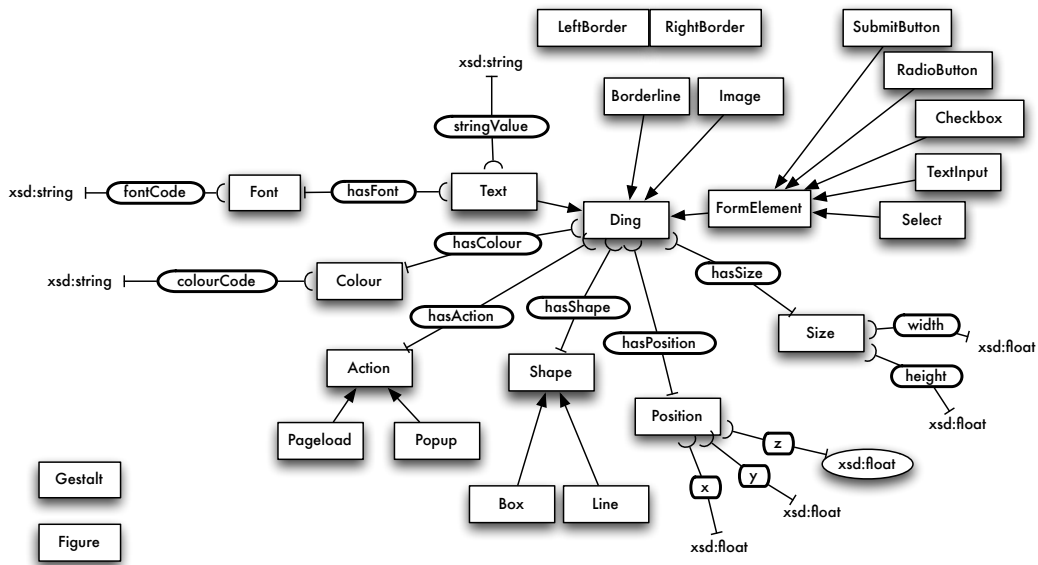 LeftBorder RightBorder SubmitButton
xsd:string RadioButton
Borderline Image
stringValue Checkbox
xsd:string fontCode Font hasFont Text TextInput
Ding FormElement Select
hasColour
xsd:string colourCode Colour hasSize
hasAction hasShape Size width
hasPosition xsd:float
Action Shape height
Position xsd:float
Pageload Popup z
xsd:float
Gestalt x y
Box Line xsd:float
Figure xsd:float